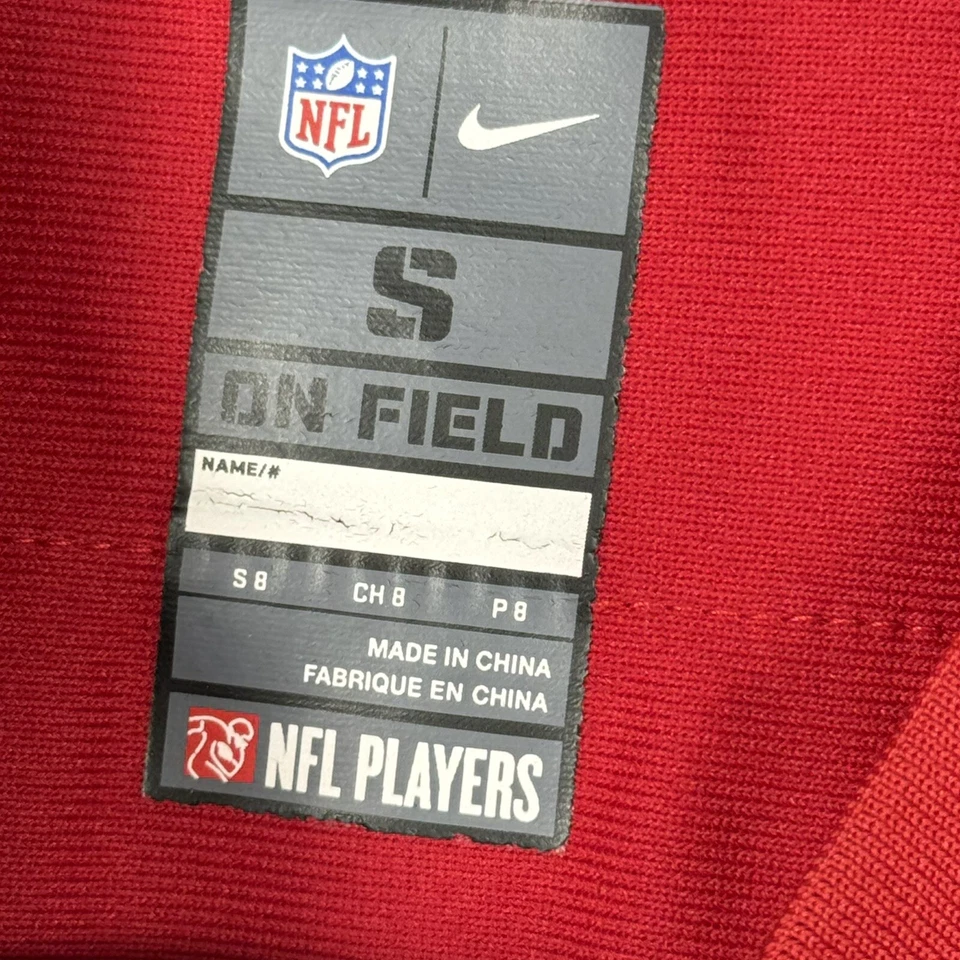 NFL
S
ON FIELD
NAME/#
S 8 CH 8 P 8
MADE IN CHINA
FABRIQUE EN CHINA
NFL PLAYERS